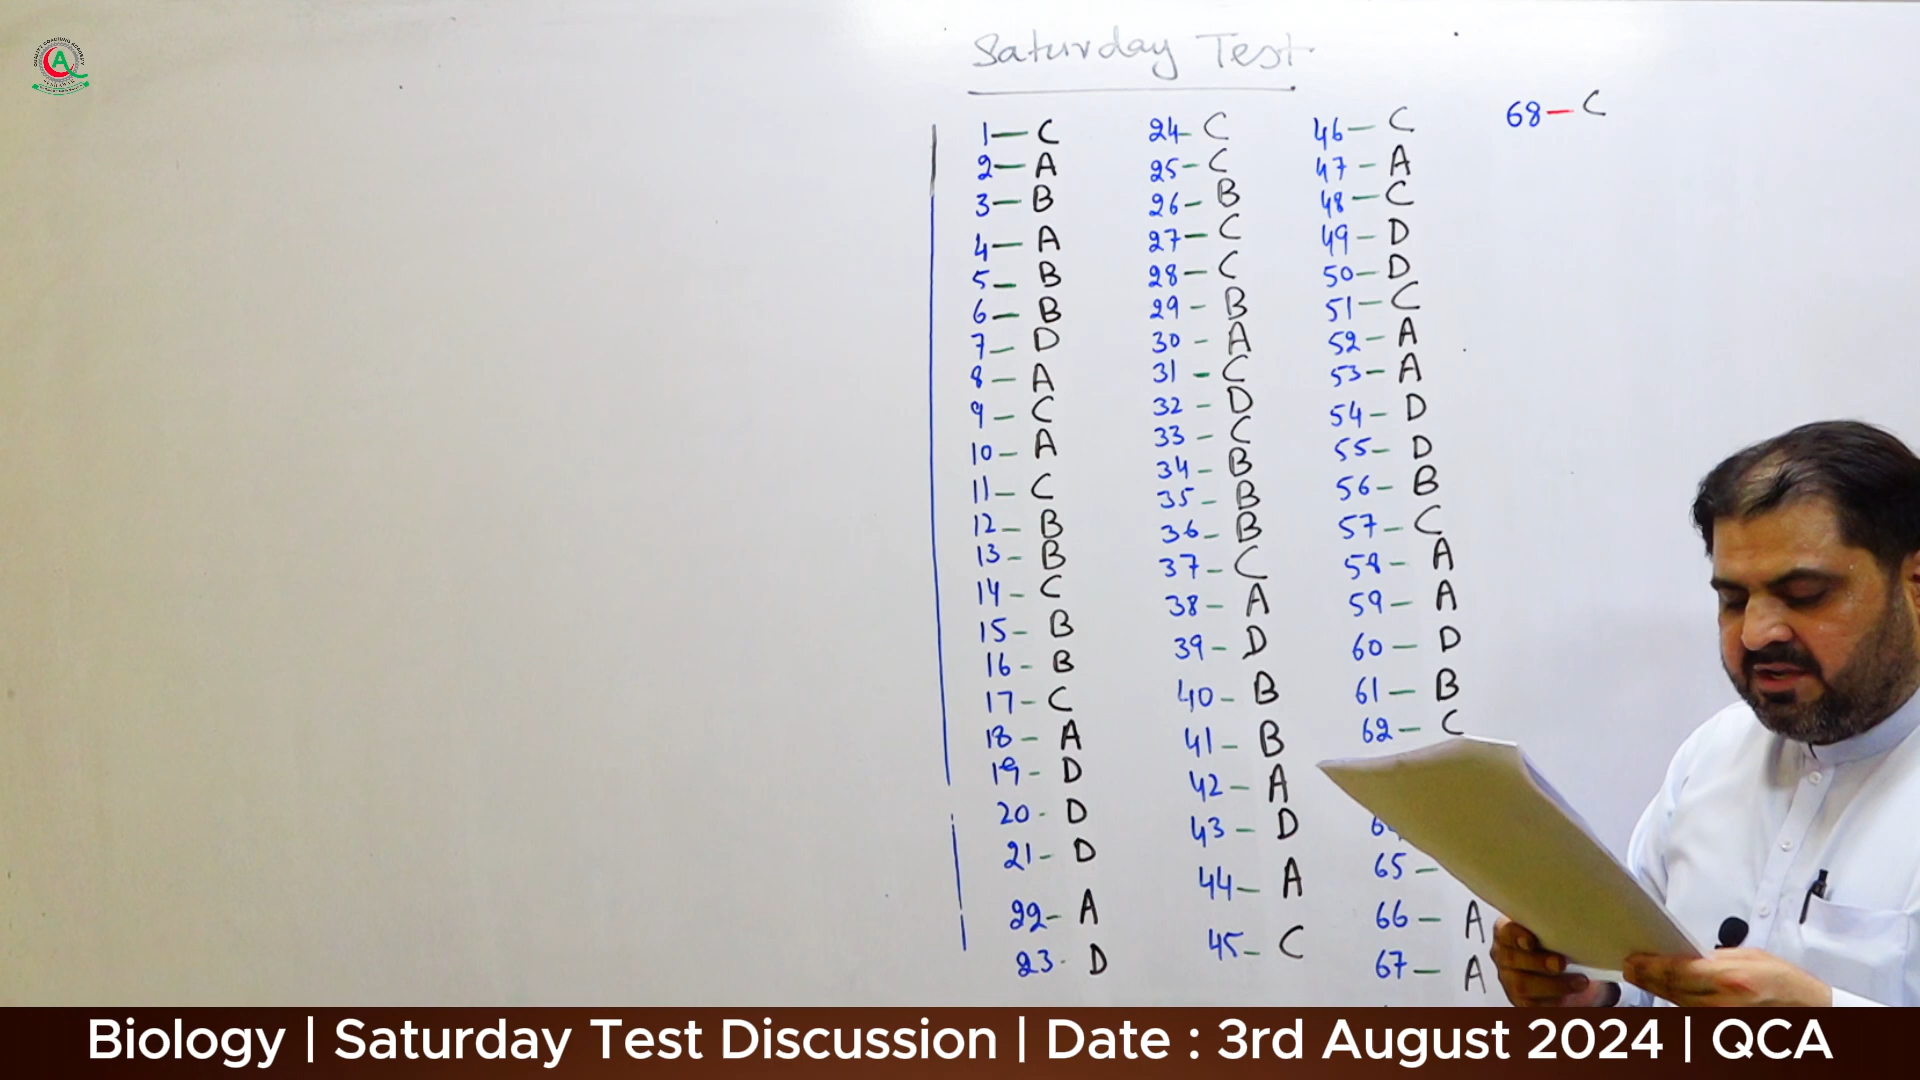 Saturday Test
1— C
2— A
3— B
4— A
5— B
6— B
7— D
8— A
9— C
10— A
11— C
12— B
13- B
14- C
15- B
16- B
17- C
18- A
19- D
20- D
21- D
22- A
23- D
24- C
25- C
26- B
27- C
28- C
29- B
30- A
31- C
32- D
33- C
34- B
35- B
36- B
37- C
38- A
39- D
40- B
41- B
42- A
43- D
44- A
45- C
46- C
47- A
48- C
49- D
50- D
51- C
52- A
53- A
54- D
55- D
56- B
57- C
58- A
59- A
60- D
61- B
62- C
65-
66- A
67- A
68- C
Biology | Saturday Test Discussion | Date : 3rd August 2024 | QCA